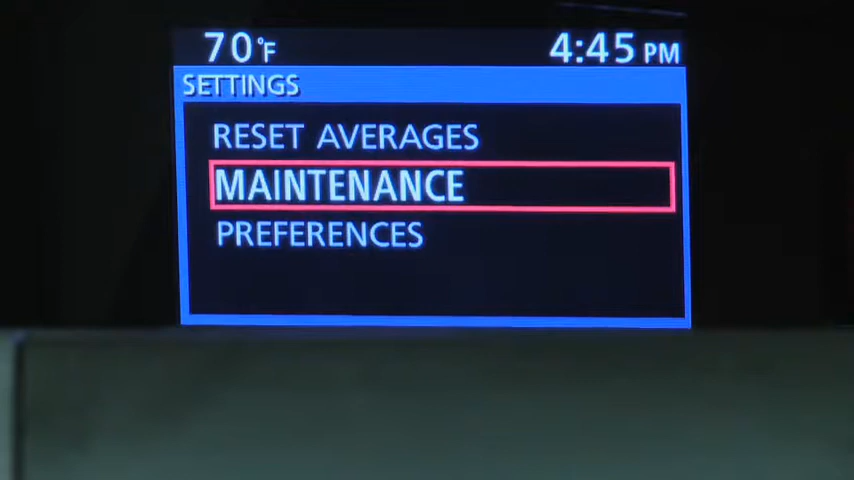 70°F 4:45 PM
SETTINGS
RESET AVERAGES
MAINTENANCE
PREFERENCES